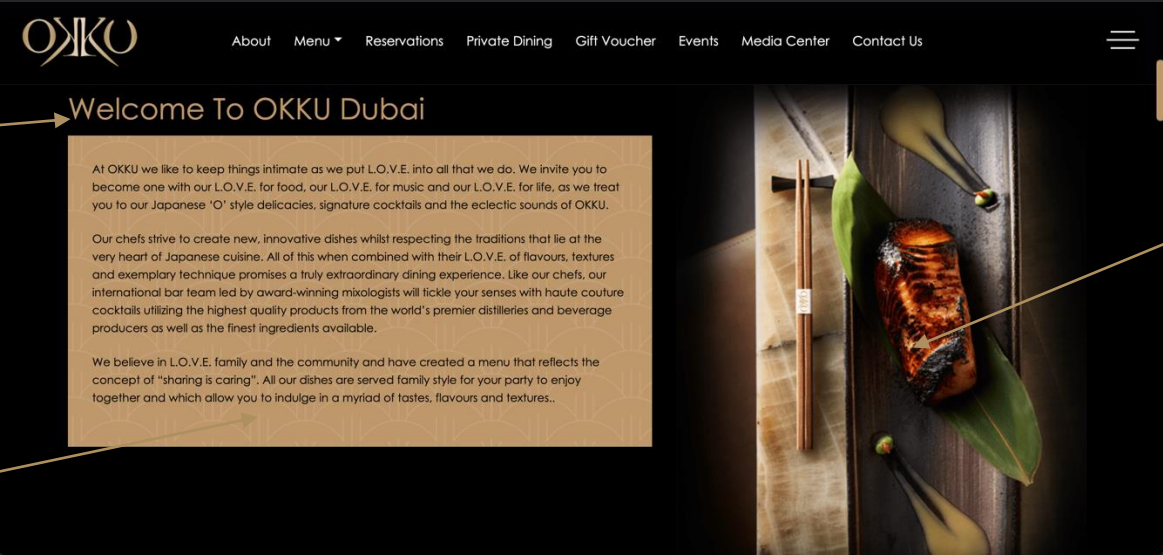 OKKU
About Menu Reservations Private Dining Gift Voucher Events Media Center Contact Us
Welcome To OKKU Dubai
At OKKU we like to keep things intimate as we put L.O.V.E. into all that we do. We invite you to
become one with our L.O.V.E. for food, our L.O.V.E. for music and our L.O.V.E. for life, as we treat
you to our Japanese ‘O’ style delicacies, signature cocktails and the eclectic sounds of OKKU.
Our chefs strive to create new, innovative dishes whilst respecting the traditions that lie at the
very heart of Japanese cuisine. All of this when combined with their L.O.V.E. of flavours, textures
and exemplary technique promises a truly extraordinary dining experience. Like our chefs, our
international bar team led by award-winning mixologists will tickle your senses with haute couture
cocktails utilizing the highest quality products from the world’s premier distilleries and beverage
producers as well as the finest ingredients available.
We believe in L.O.V.E. family and the community and have created a menu that reflects the
concept of “sharing is caring”. All our dishes are served family style for your party to enjoy
together and which allow you to indulge in a myriad of tastes, flavours and textures..